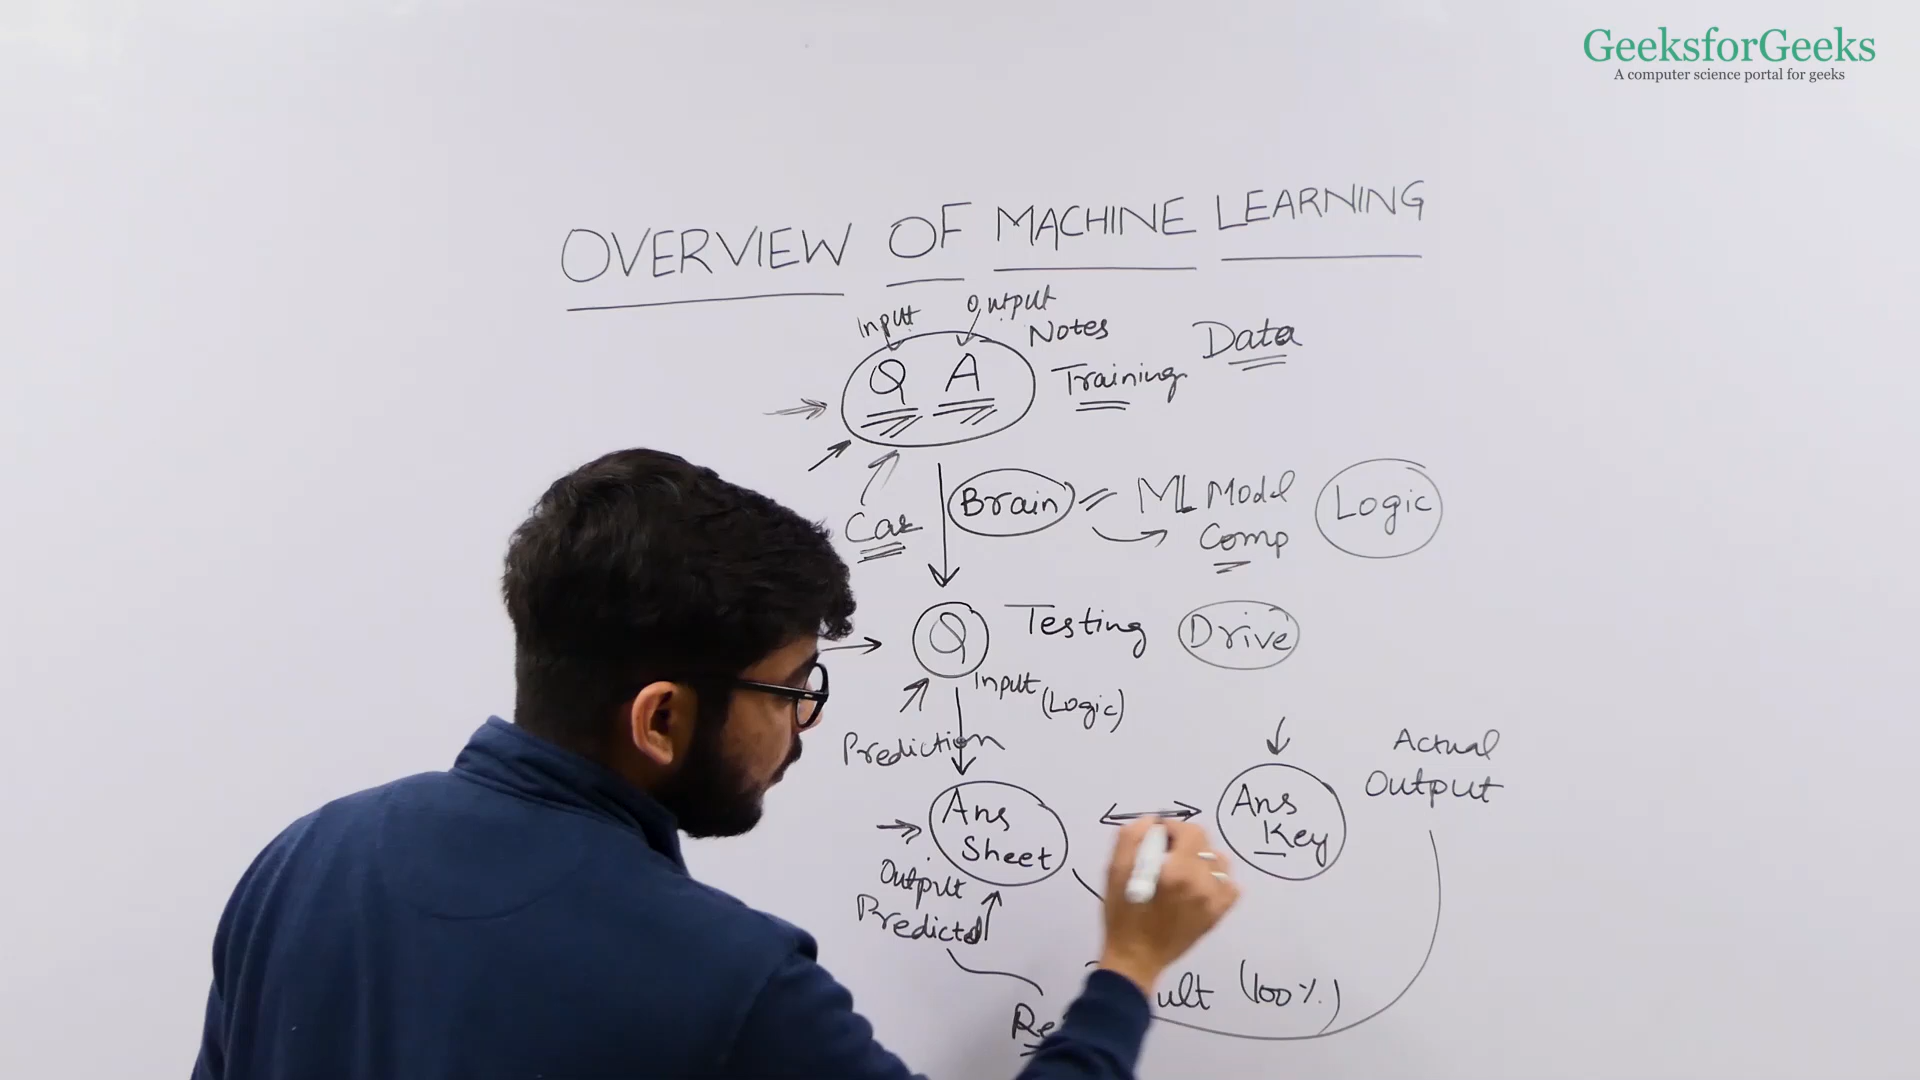 GeeksforGeeks
A computer science portal for geeks
OVERVIEW OF MACHINE LEARNING
Input Output
Q A
Notes
Training
Data
Brain
ML Model
Comp
Logic
Car
Q
Testing
Drive
Input
(Logic)
Prediction
Ans
Sheet
Ans
Key
Actual
Output
Output
Predicted
(100%)